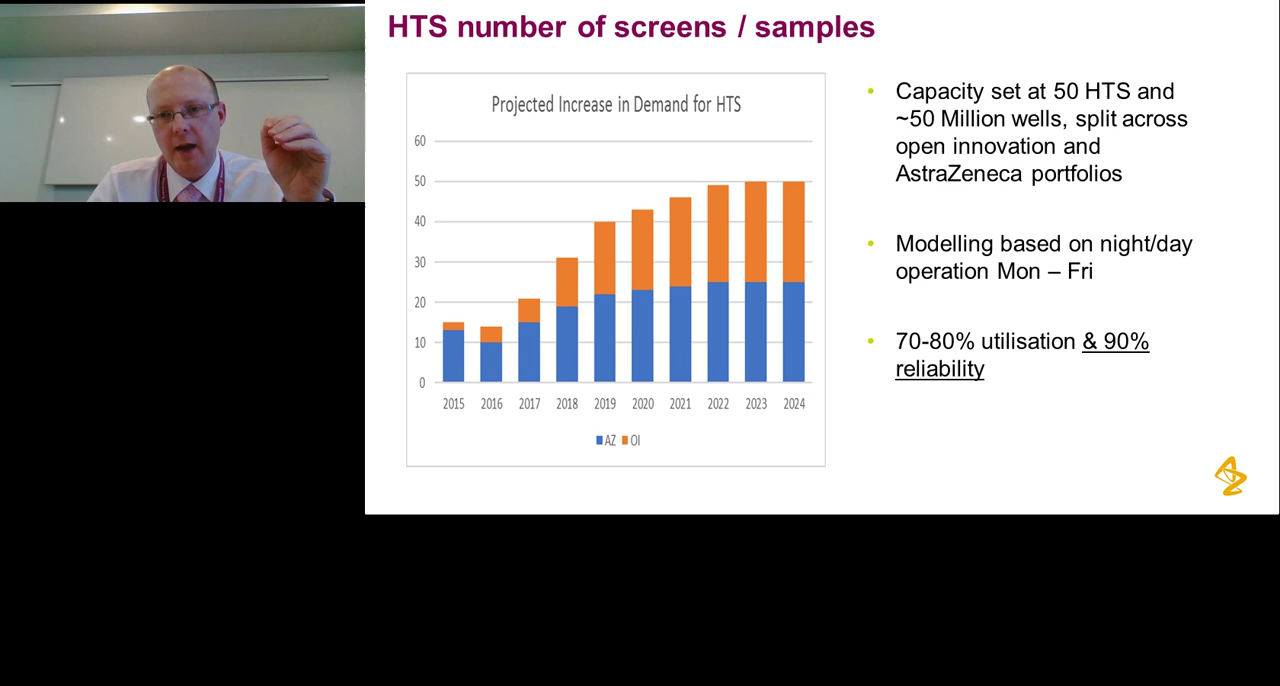 HTS number of screens / samples
Projected Increase in Demand for HTS
60
50
40
30
20
10
0
2015 2016 2017 2018 2019 2020 2021 2022 2023 2024
AZ OI
• Capacity set at 50 HTS and
~50 Million wells, split across
open innovation and
AstraZeneca portfolios
• Modelling based on night/day
operation Mon – Fri
• 70-80% utilisation & 90%
reliability